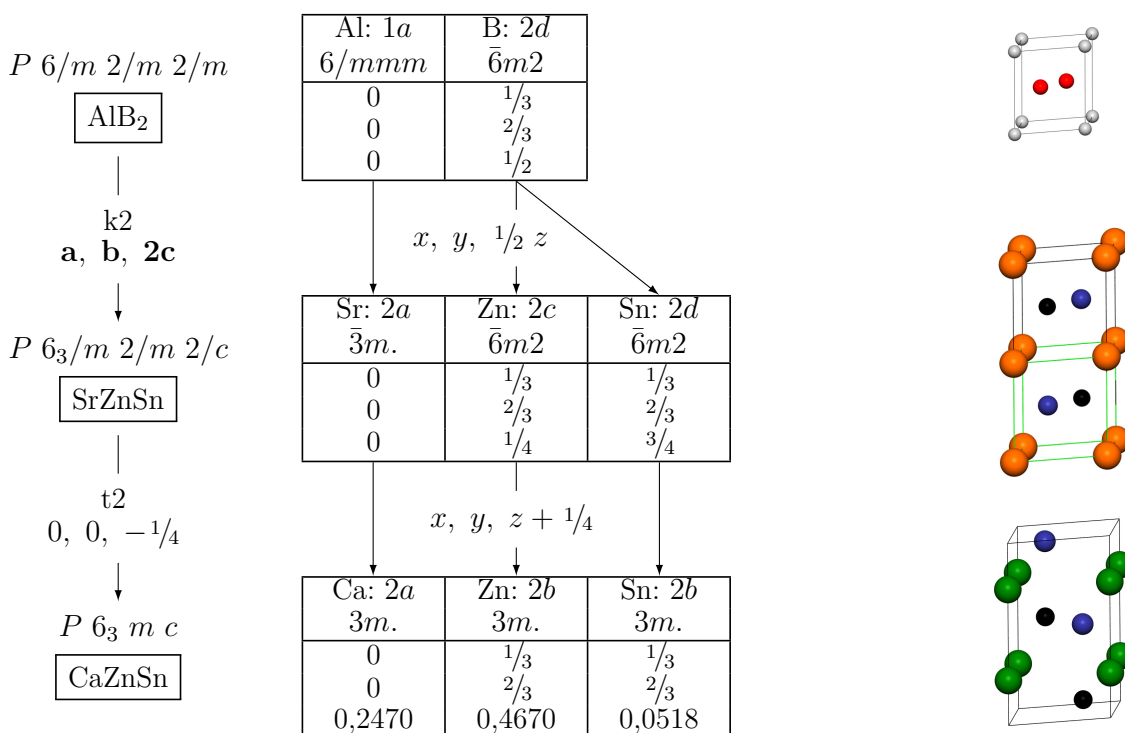 Al: 1a B: 2d
P 6/m 2/m 2/m
6/mmm 6̄m2
0 1/3
AlB₂
0 2/3
0 1/2
k2
a, b, 2c
x, y, 1/2 z
Sr: 2a Zn: 2c Sn: 2d
P 6₃/m 2/m 2/c
3̄m. 6̄m2 6̄m2
0 1/3 1/3
SrZnSn
0 2/3 2/3
0 1/4 3/4
t2
0, 0, −1/4
x, y, z + 1/4
Ca: 2a Zn: 2b Sn: 2b
P 6₃ m c
3m. 3m. 3m.
0 1/3 1/3
CaZnSn
0 2/3 2/3
0,2470 0,4670 0,0518